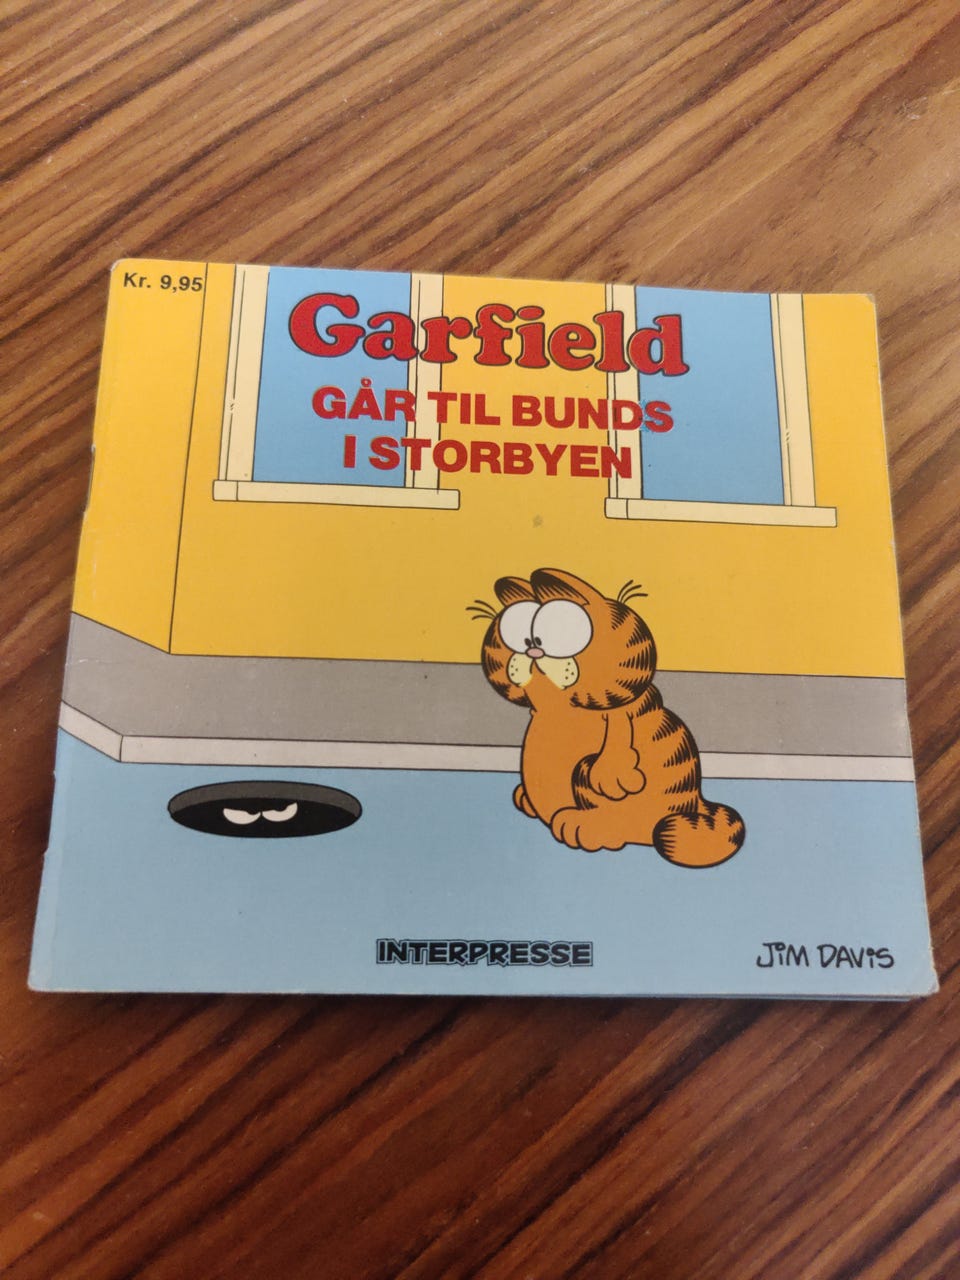 Kr. 9,95
Garfield
GÅR TIL BUNDS
I STORBYEN
INTERPRESSE
JIM DAVIS